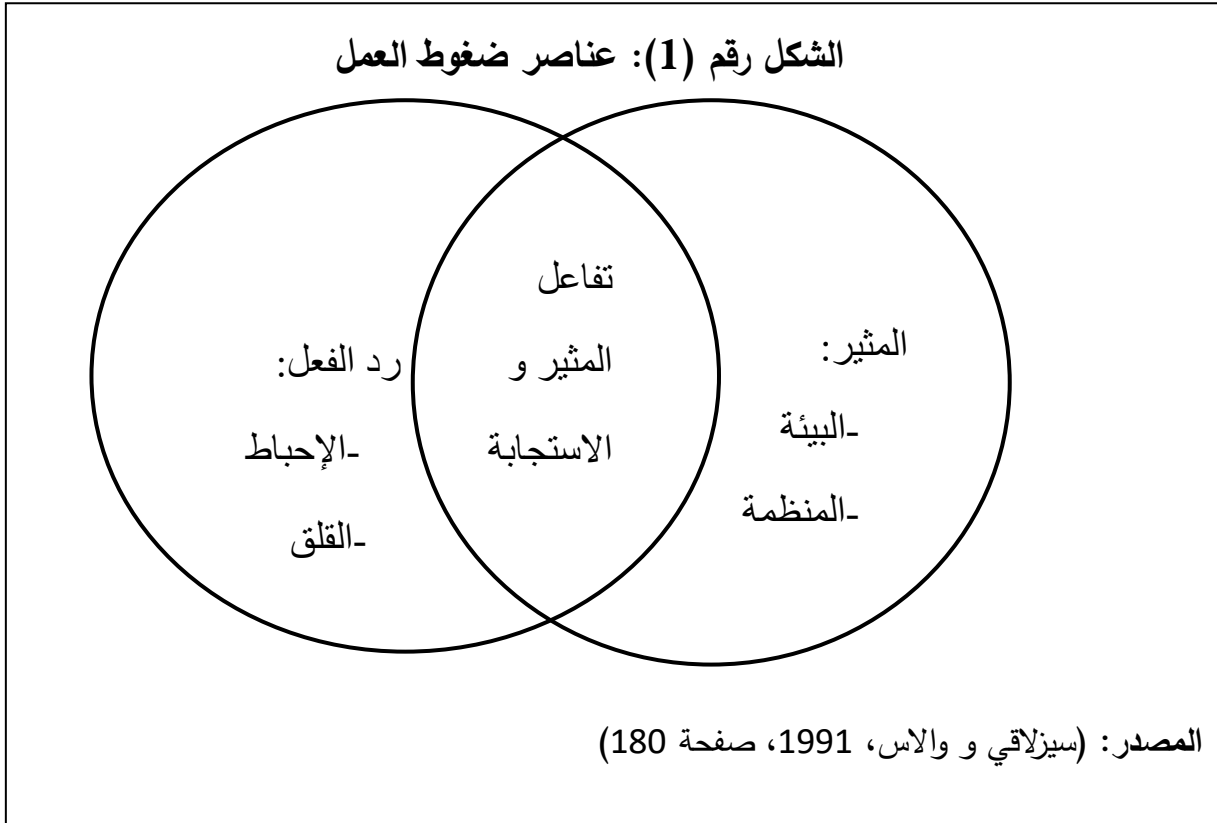 الشكل رقم (1): عناصر ضغوط العمل
المثير:
-البيئة
-المنظمة
تفاعل
المثير و
الاستجابة
رد الفعل:
-الإحباط
-القلق
المصدر: (سيزلاقي و والاس، 1991، صفحة 180)